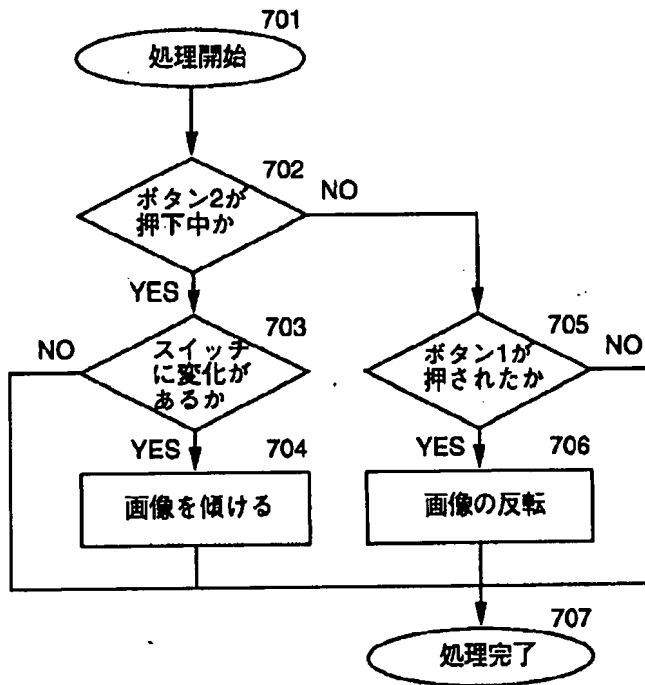 701
処理開始
702
ボタン2が
押下中か
NO
YES
703
スイッチ
に変化が
あるか
NO
YES
705
ボタン1が
押されたか
NO
YES
704
画像を傾ける
706
画像の反転
707
処理完了